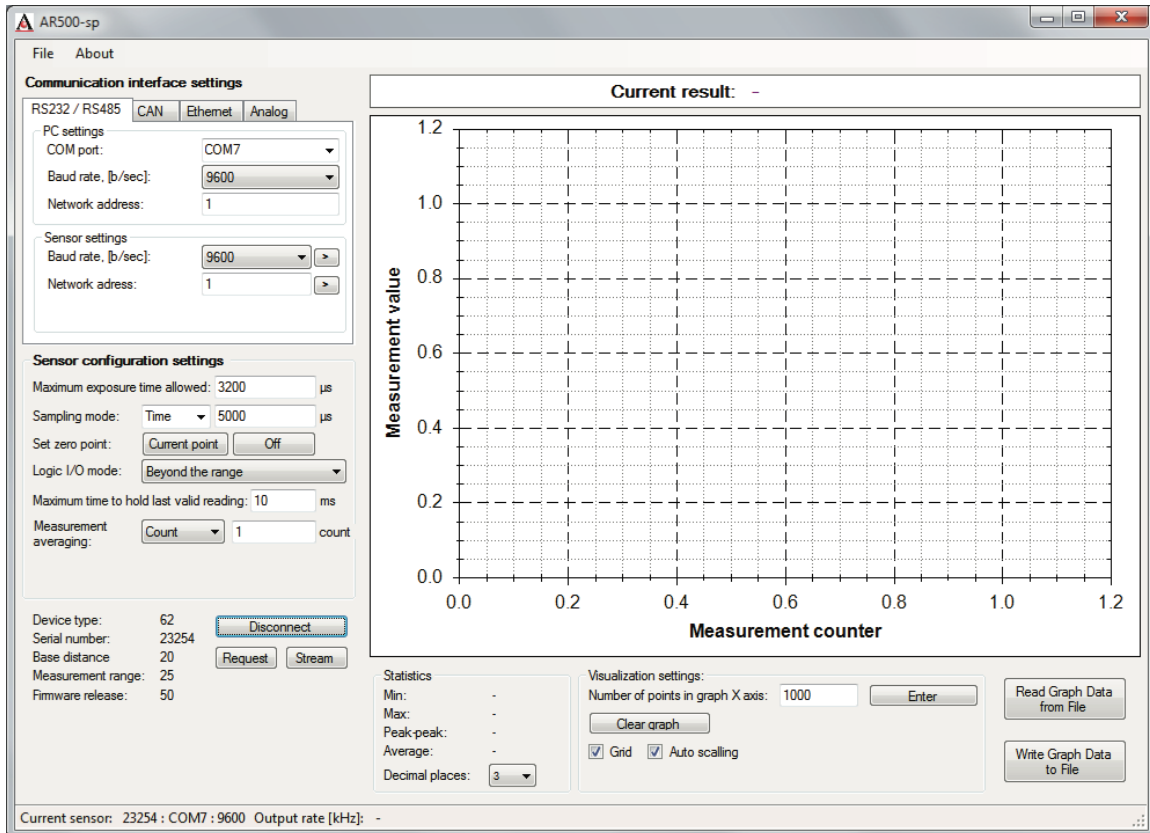 AR500-sp
File About
Communication interface settings
RS232 / RS485 CAN Ethernet Analog
PC settings
COM port: COM7
Baud rate, [b/sec]: 9600
Network address: 1
Sensor settings
Baud rate, [b/sec]: 9600 >
Network adress: 1 >
Sensor configuration settings
Maximum exposure time allowed: 3200 µs
Sampling mode: Time 5000 µs
Set zero point: Current point Off
Logic I/O mode: Beyond the range
Maximum time to hold last valid reading: 10 ms
Measurement
averaging: Count 1 count
Device type: 62
Serial number: 23254
Base distance 20
Measurement range: 25
Firmware release: 50
Disconnect
Request Stream
Current result: -
Measurement value
1.2
1.0
0.8
0.6
0.4
0.2
0.0
0.0 0.2 0.4 0.6 0.8 1.0 1.2
Measurement counter
Statistics
Min: -
Max: -
Peak-peak: -
Average: -
Decimal places: 3
Visualization settings:
Number of points in graph X axis: 1000 Enter
Clear graph
Grid Auto scalling
Read Graph Data
from File
Write Graph Data
to File
Current sensor: 23254 : COM7 : 9600 Output rate [kHz]: -